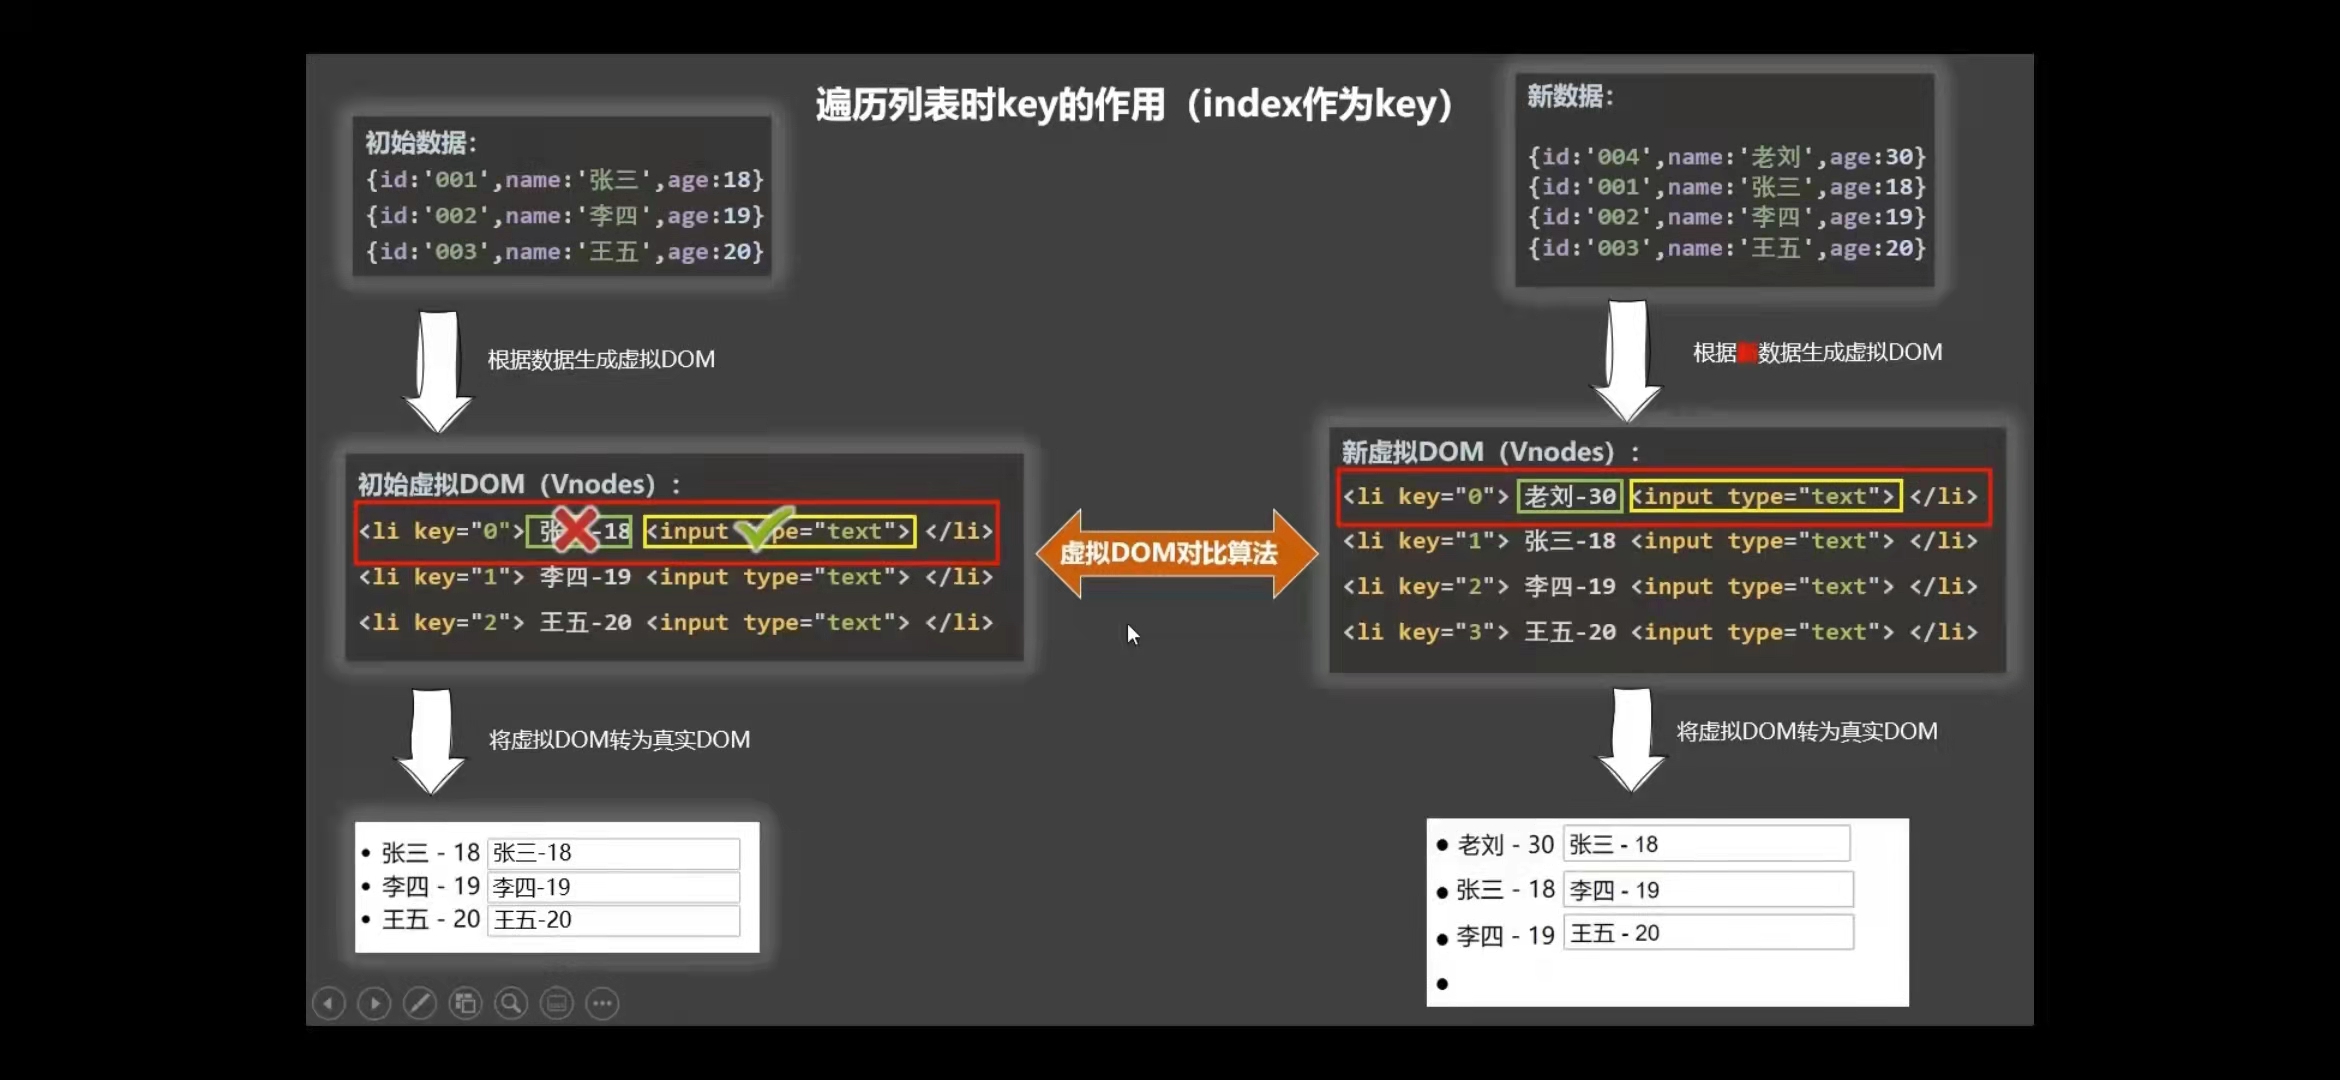 遍历列表时key的作用（index作为key）
初始数据：
{id:'001',name:'张三',age:18}
{id:'002',name:'李四',age:19}
{id:'003',name:'王五',age:20}
根据数据生成虚拟DOM
初始虚拟DOM（Vnodes）：
<li key="0"> 张 -18 <input type="text"> </li>
<li key="1"> 李四-19 <input type="text"> </li>
<li key="2"> 王五-20 <input type="text"> </li>
将虚拟DOM转为真实DOM
• 张三 - 18 张三-18
• 李四 - 19 李四-19
• 王五 - 20 王五-20
虚拟DOM对比算法
新数据：
{id:'004',name:'老刘',age:30}
{id:'001',name:'张三',age:18}
{id:'002',name:'李四',age:19}
{id:'003',name:'王五',age:20}
根据 数据生成虚拟DOM
新虚拟DOM（Vnodes）：
<li key="0"> 老刘-30 <input type="text"> </li>
<li key="1"> 张三-18 <input type="text"> </li>
<li key="2"> 李四-19 <input type="text"> </li>
<li key="3"> 王五-20 <input type="text"> </li>
将虚拟DOM转为真实DOM
• 老刘 - 30 张三 - 18
• 张三 - 18 李四 - 19
• 李四 - 19 王五 - 20
•